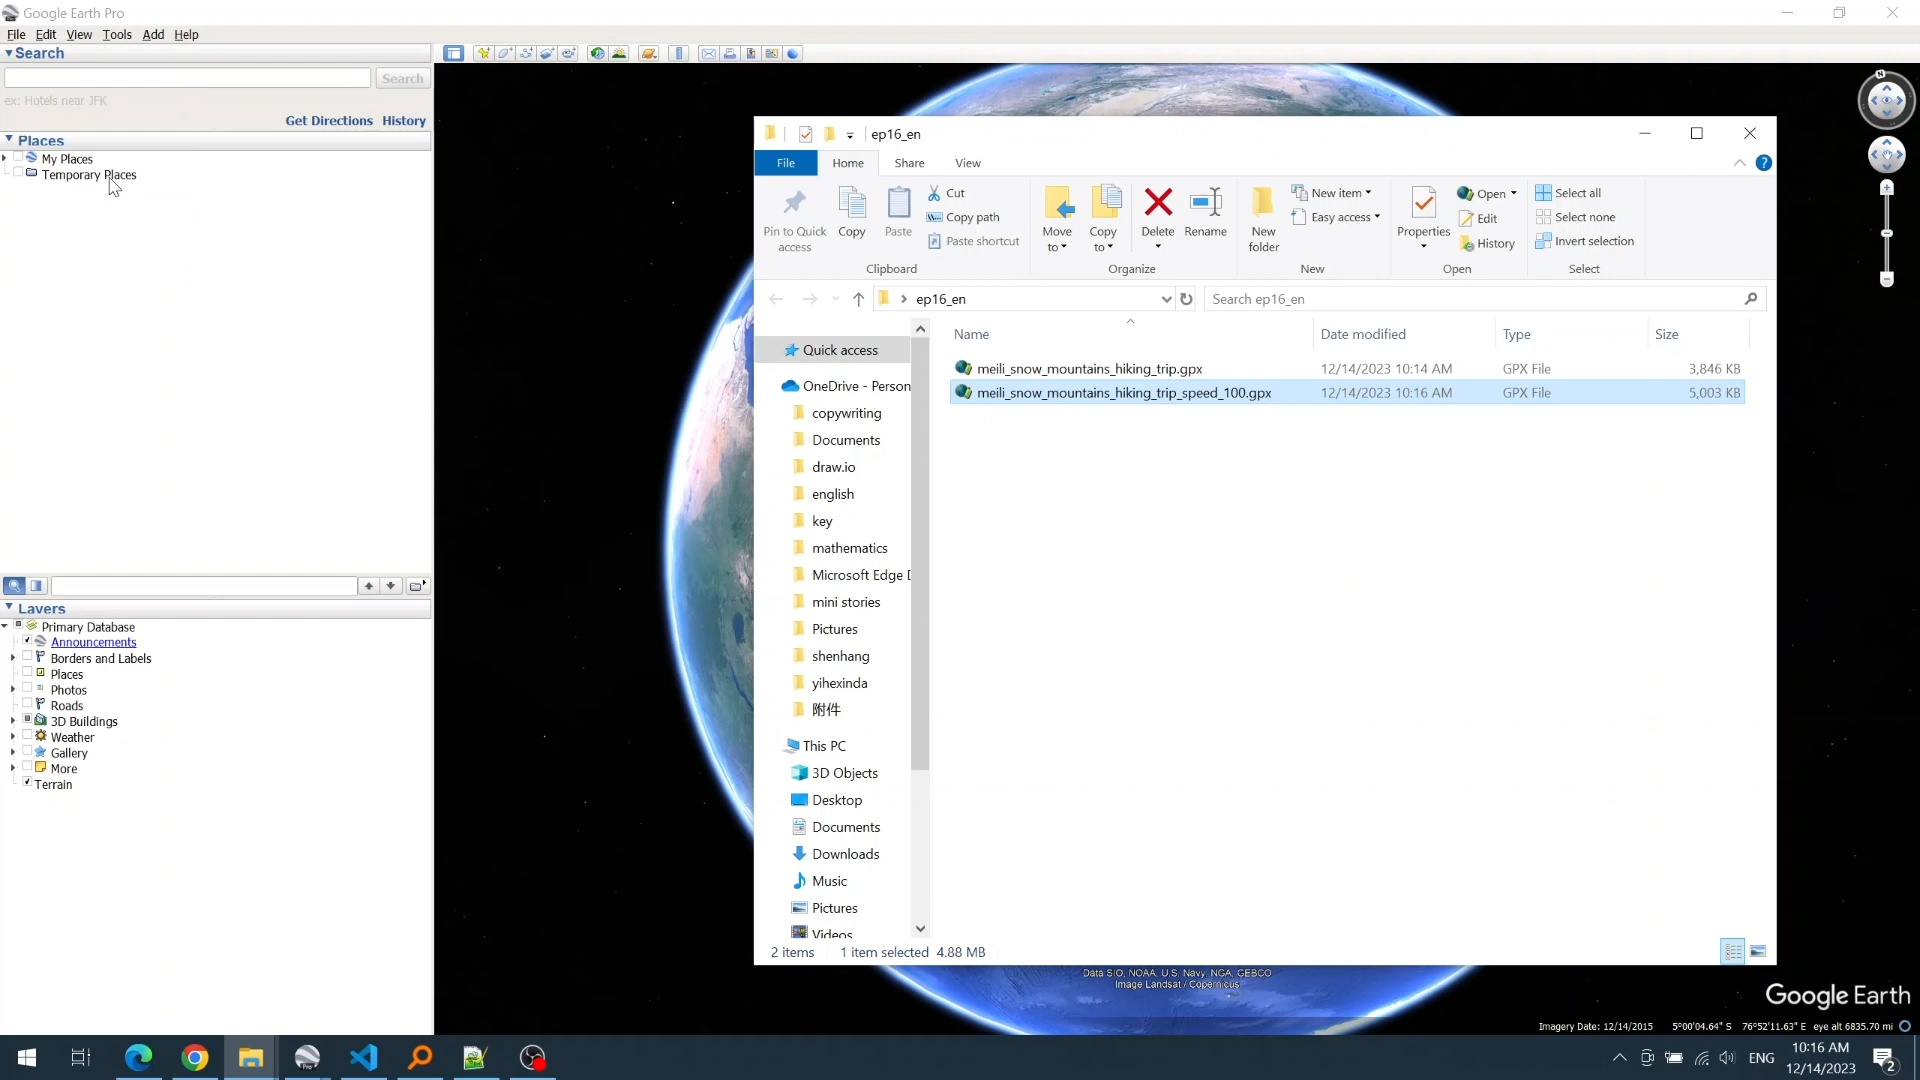 Google Earth Pro
File Edit View Tools Add Help
Search
Search
ex: Hotels near JFK
Get Directions History
Places
My Places
Temporary Places
Layers
Primary Database
Announcements
Borders and Labels
Places
Photos
Roads
3D Buildings
Weather
Gallery
More
Terrain
ep16_en
File Home Share View
Pin to Quick access
Copy
Paste
Cut
Copy path
Paste shortcut
Move to
Copy to
Delete
Rename
New folder
New item
Easy access
Properties
Open
Edit
History
Select all
Select none
Invert selection
Clipboard Organize New Open Select
ep16_en
Search ep16_en
Name Date modified Type Size
meili_snow_mountains_hiking_trip.gpx 12/14/2023 10:14 AM GPX File 3,846 KB
meili_snow_mountains_hiking_trip_speed_100.gpx 12/14/2023 10:16 AM GPX File 5,003 KB
Quick access
OneDrive - Person
copywriting
Documents
draw.io
english
key
mathematics
Microsoft Edge D
mini stories
Pictures
shenhang
yihexinda
附件
This PC
3D Objects
Desktop
Documents
Downloads
Music
Pictures
Videos
2 items 1 item selected 4.88 MB
Data SIO, NOAA, U.S. Navy, NGA, GEBCO
Image Landsat / Copernicus
Google Earth
Imagery Date: 12/14/2015 5°00'04.64" S 76°52'11.63" E eye alt 6835.70 mi
N
Pro
ENG
10:16 AM
12/14/2023
2